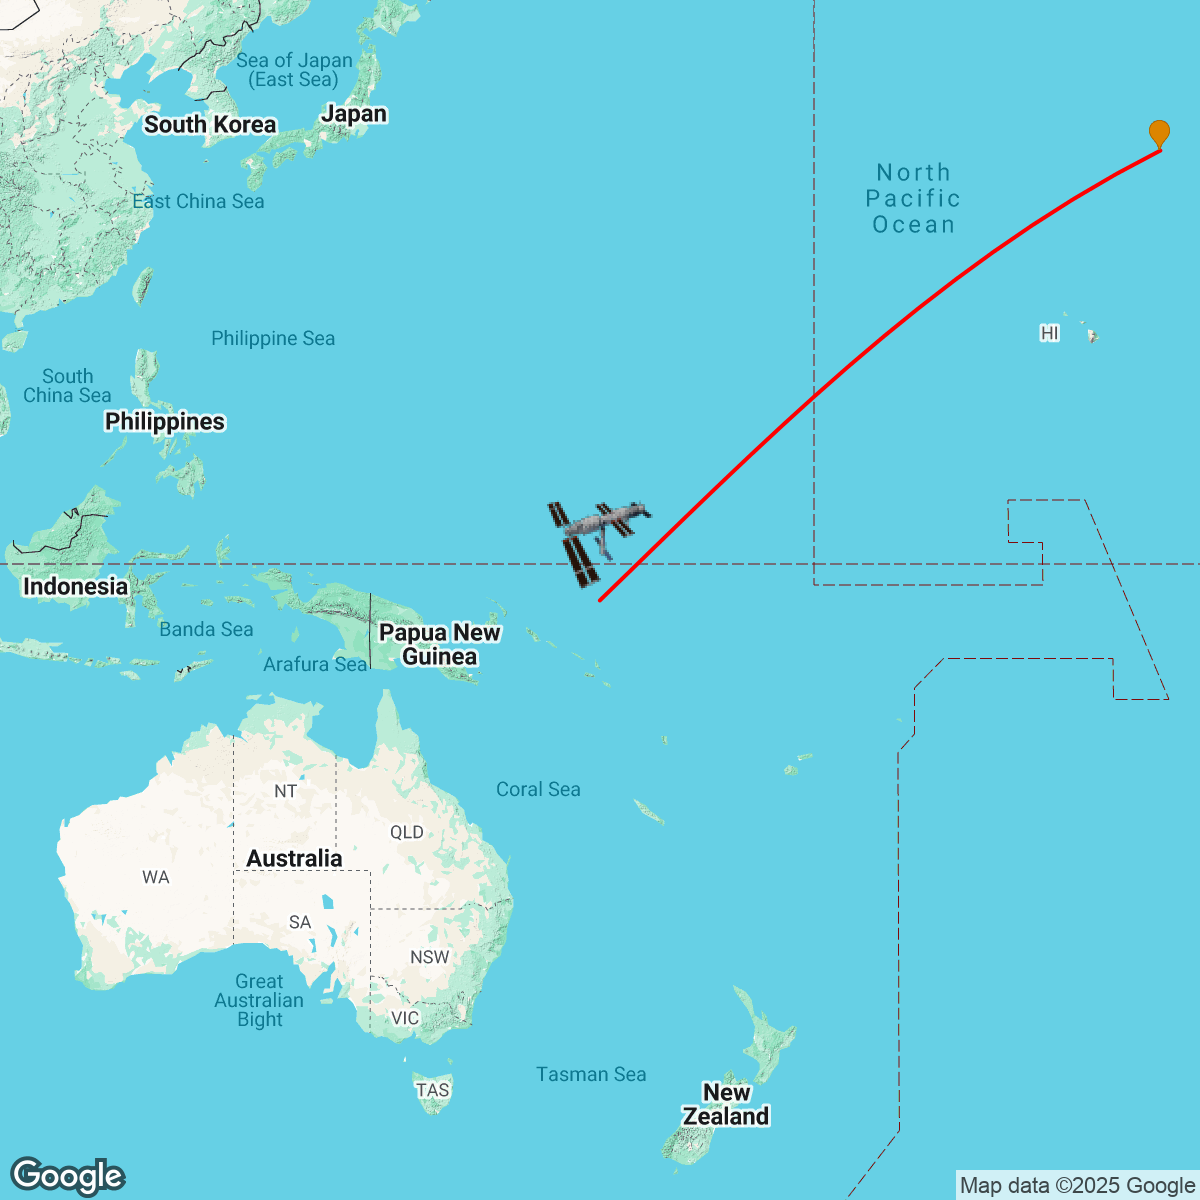 Sea of Japan
(East Sea)
Japan
South Korea
North
Pacific
Ocean
East China Sea
Philippine Sea
HI
South
China Sea
Philippines
Indonesia
Banda Sea
Papua New
Guinea
Arafura Sea
Coral Sea
NT
QLD
Australia
WA
SA
NSW
Great
Australian
Bight
VIC
Tasman Sea
TAS
New
Zealand
Google
Map data ©2025 Google